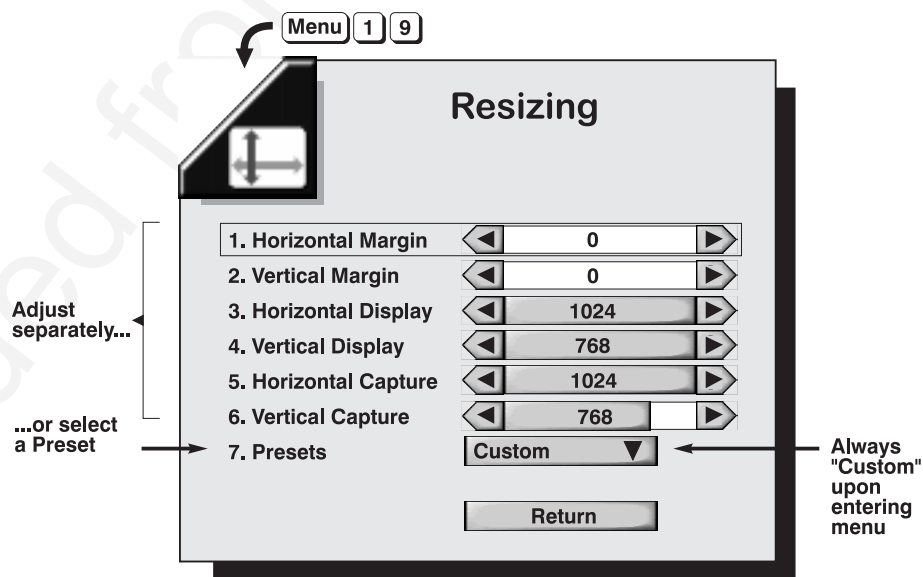 Menu 1 9
Resizing
1. Horizontal Margin 0
2. Vertical Margin 0
3. Horizontal Display 1024
4. Vertical Display 768
5. Horizontal Capture 1024
6. Vertical Capture 768
7. Presets Custom
Return
Adjust
separately...
...or select
a Preset
Always
"Custom"
upon
entering
menu